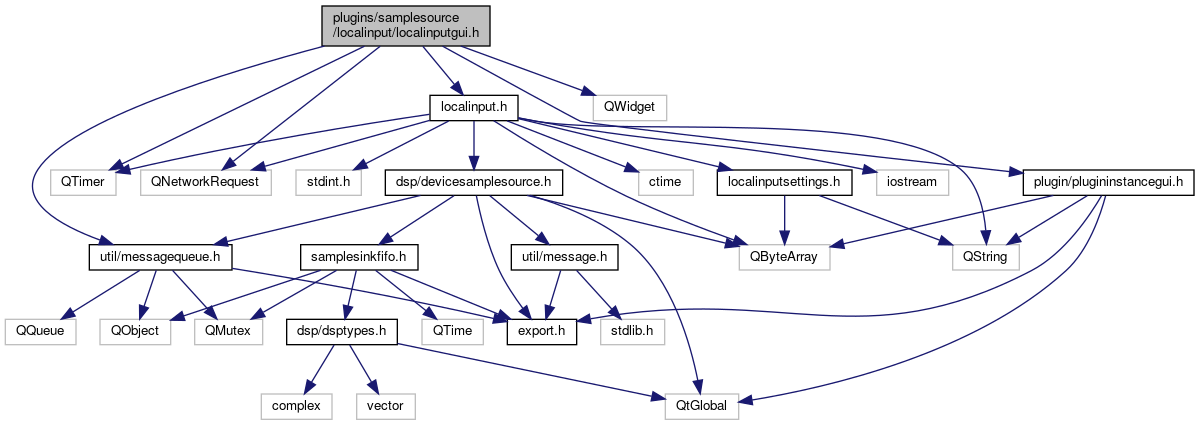 plugins/samplesource
/localinput/localinputgui.h
localinput.h
QWidget
QTimer
QNetworkRequest
stdint.h
dsp/devicesamplesource.h
ctime
localinputsettings.h
iostream
plugin/plugininstancegui.h
util/messagequeue.h
samplesinkfifo.h
util/message.h
QByteArray
QString
QQueue
QObject
QMutex
dsp/dsptypes.h
QTime
export.h
stdlib.h
complex
vector
QtGlobal